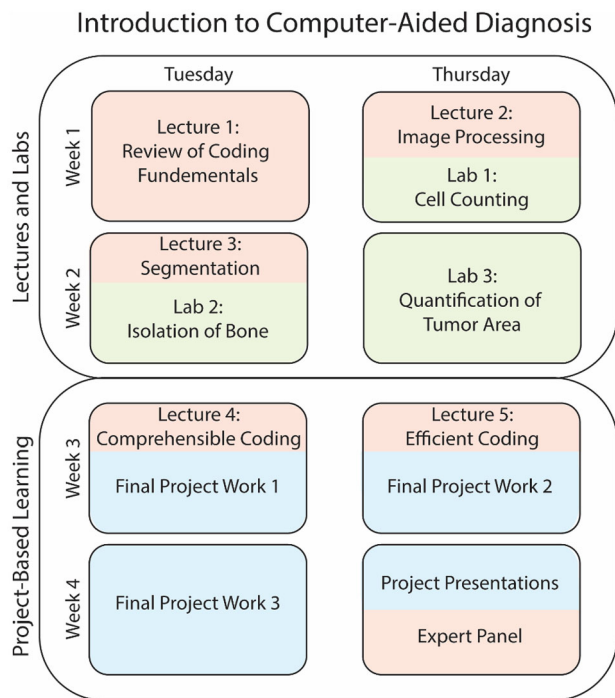 Introduction to Computer-Aided Diagnosis
Tuesday
Thursday
Lectures and Labs
Week 1
Lecture 1:
Review of Coding
Fundementals
Lecture 2:
Image Processing
Lab 1:
Cell Counting
Week 2
Lecture 3:
Segmentation
Lab 2:
Isolation of Bone
Lab 3:
Quantification of
Tumor Area
Project-Based Learning
Week 3
Lecture 4:
Comprehensible Coding
Final Project Work 1
Lecture 5:
Efficient Coding
Final Project Work 2
Week 4
Final Project Work 3
Project Presentations
Expert Panel